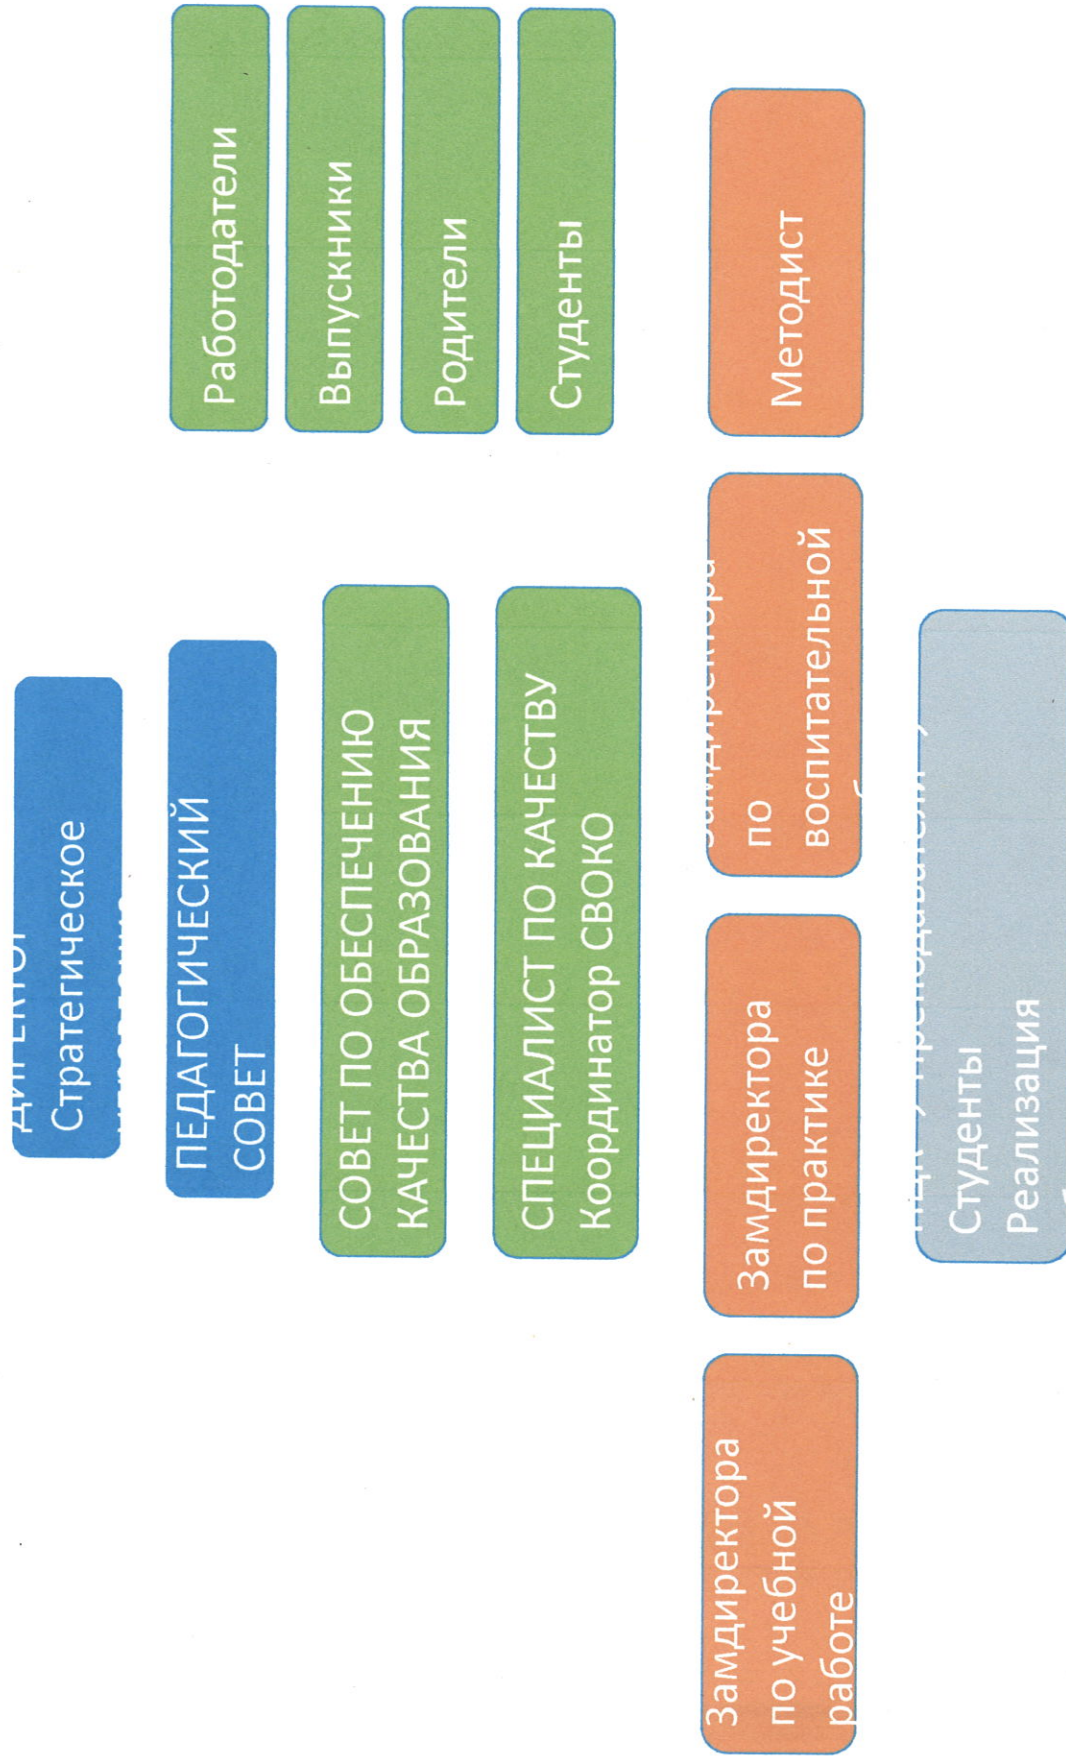 Стратегическое
ПЕДАГОГИЧЕСКИЙ
СОВЕТ
СОВЕТ ПО ОБЕСПЕЧЕНИЮ
КАЧЕСТВА ОБРАЗОВАНИЯ
СПЕЦИАЛИСТ ПО КАЧЕСТВУ
Координатор СВОКО
Работодатели
Выпускники
Родители
Студенты
Замдиректора
по учебной
работе
Замдиректора
по практике
Замдиректора
по
воспитательной
Методист
Студенты
Реализация